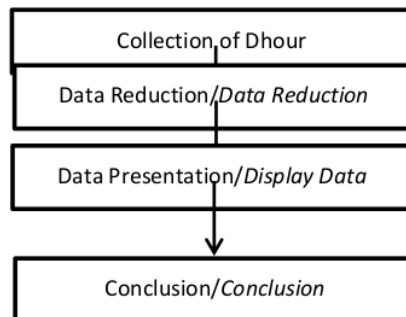 Collection of Dhour
Data Reduction/Data Reduction
Data Presentation/Display Data
Conclusion/Conclusion